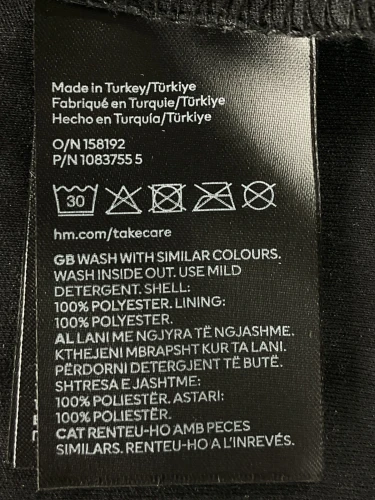 Made in Turkey/Türkiye
Fabriqué en Turquie/Türkiye
Hecho en Turquía/Türkiye
O/N 158192
P/N 1083755 5
30
hm.com/takecare
GB WASH WITH SIMILAR COLOURS.
WASH INSIDE OUT. USE MILD
DETERGENT. SHELL:
100% POLYESTER. LINING:
100% POLYESTER.
AL LANI ME NGJYRA TË NGJASHME.
KTHEJENI MBRAPSHT KUR TA LANI.
PËRDORNI DETERGJENT TË BUTË.
SHTRESA E JASHTME:
100% POLIESTËR. ASTARI:
100% POLIESTËR.
CAT RENTEU-HO AMB PECES
SIMILARS. RENTEU-HO A L'INREVÉS.